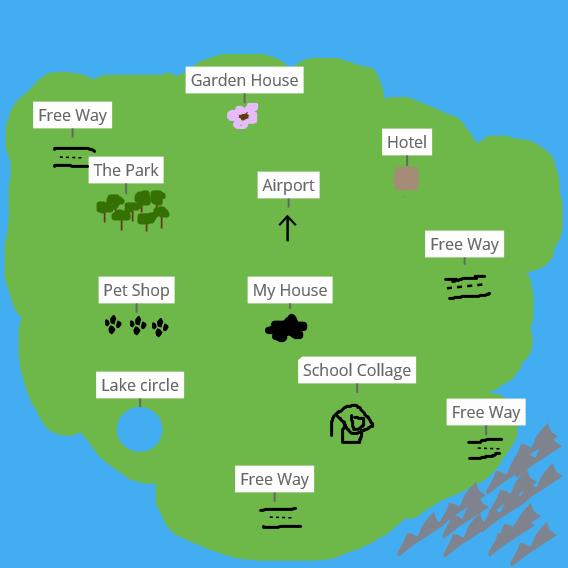 Garden House
Free Way
Hotel
The Park
Airport
Free Way
Pet Shop
My House
School Collage
Lake circle
Free Way
Free Way